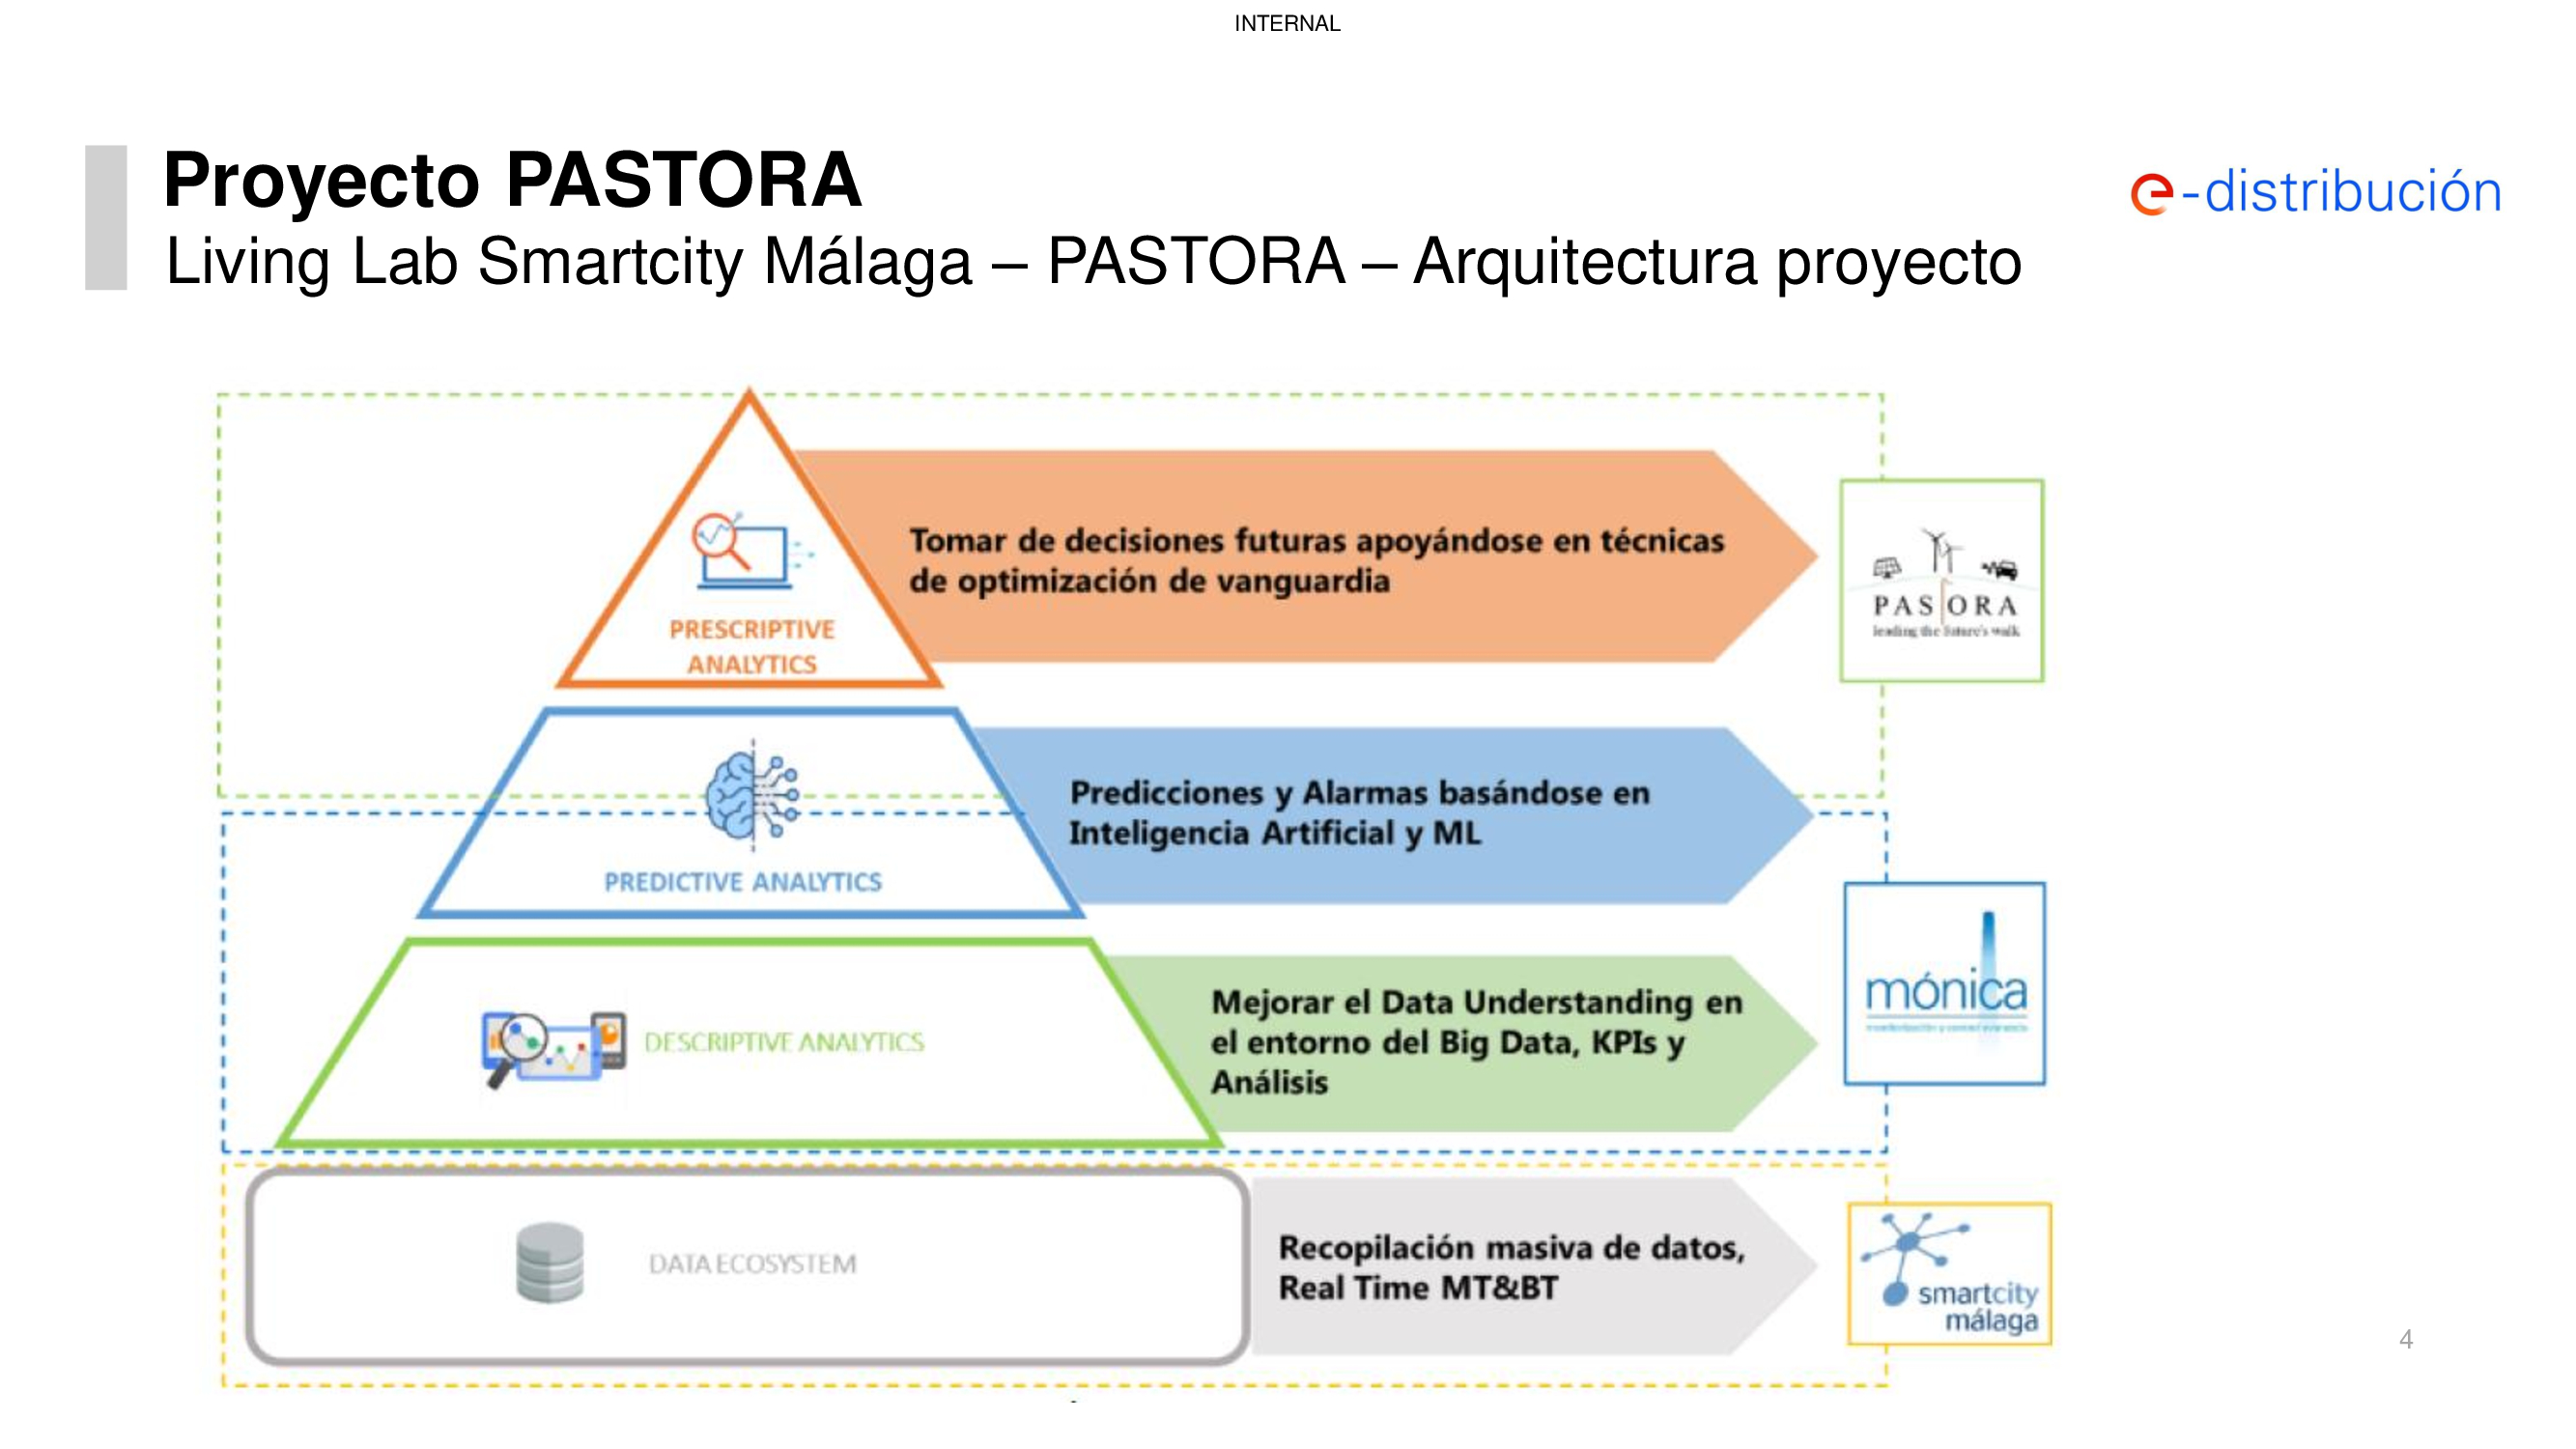 INTERNAL
Proyecto PASTORA
Living Lab Smartcity Málaga – PASTORA – Arquitectura proyecto
e-distribución
Tomar de decisiones futuras apoyándose en técnicas
de optimización de vanguardia
PRESCRIPTIVE
ANALYTICS
PASTORA
leading the future's walk
Predicciones y Alarmas basándose en
Inteligencia Artificial y ML
PREDICTIVE ANALYTICS
Mejorar el Data Understanding en
el entorno del Big Data, KPIs y
Análisis
DESCRIPTIVE ANALYTICS
mónica
Recopilación masiva de datos,
Real Time MT&BT
DATA ECOSYSTEM
smartcity
málaga
4